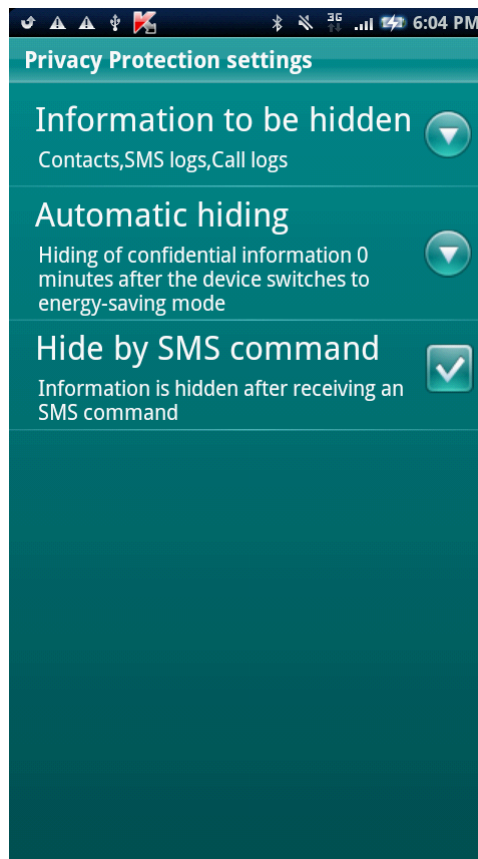 3G 6:04 PM
Privacy Protection settings
Information to be hidden
Contacts,SMS logs,Call logs
Automatic hiding
Hiding of confidential information 0
minutes after the device switches to
energy-saving mode
Hide by SMS command
Information is hidden after receiving an
SMS command